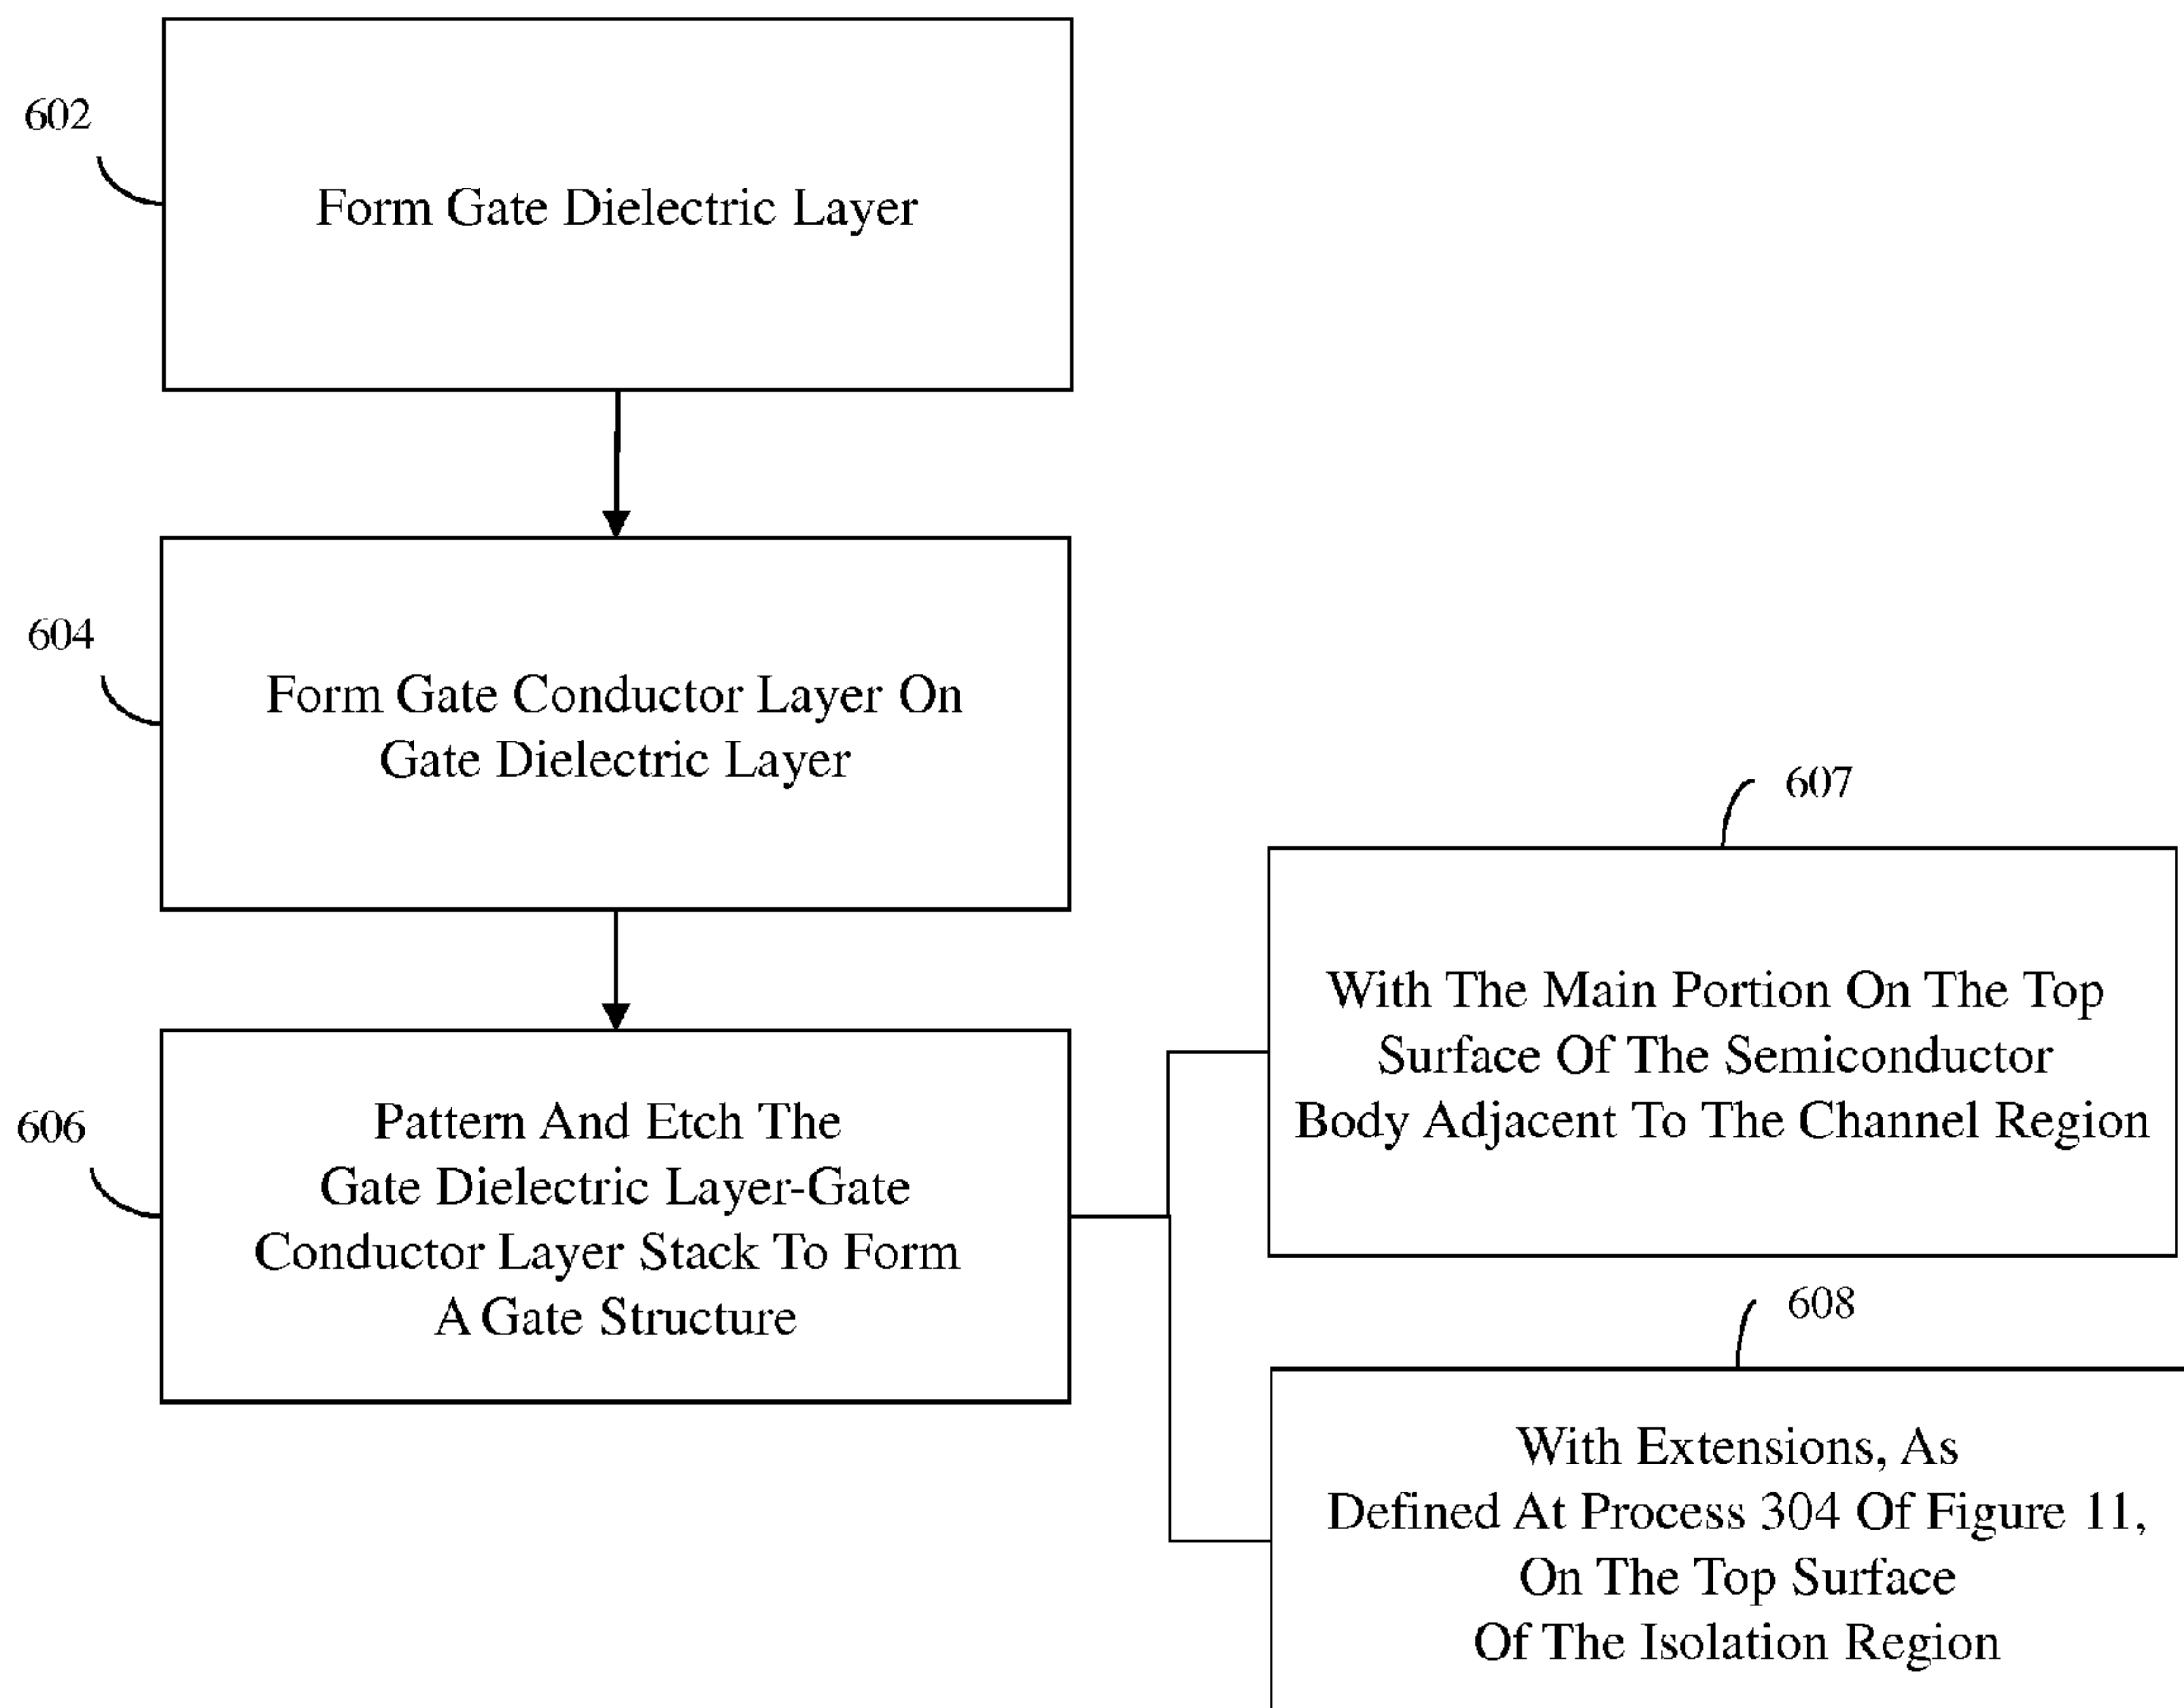 602
Form Gate Dielectric Layer
604
Form Gate Conductor Layer On
Gate Dielectric Layer
607
With The Main Portion On The Top
Surface Of The Semiconductor
Body Adjacent To The Channel Region
606
Pattern And Etch The
Gate Dielectric Layer-Gate
Conductor Layer Stack To Form
A Gate Structure
608
With Extensions, As
Defined At Process 304 Of Figure 11,
On The Top Surface
Of The Isolation Region